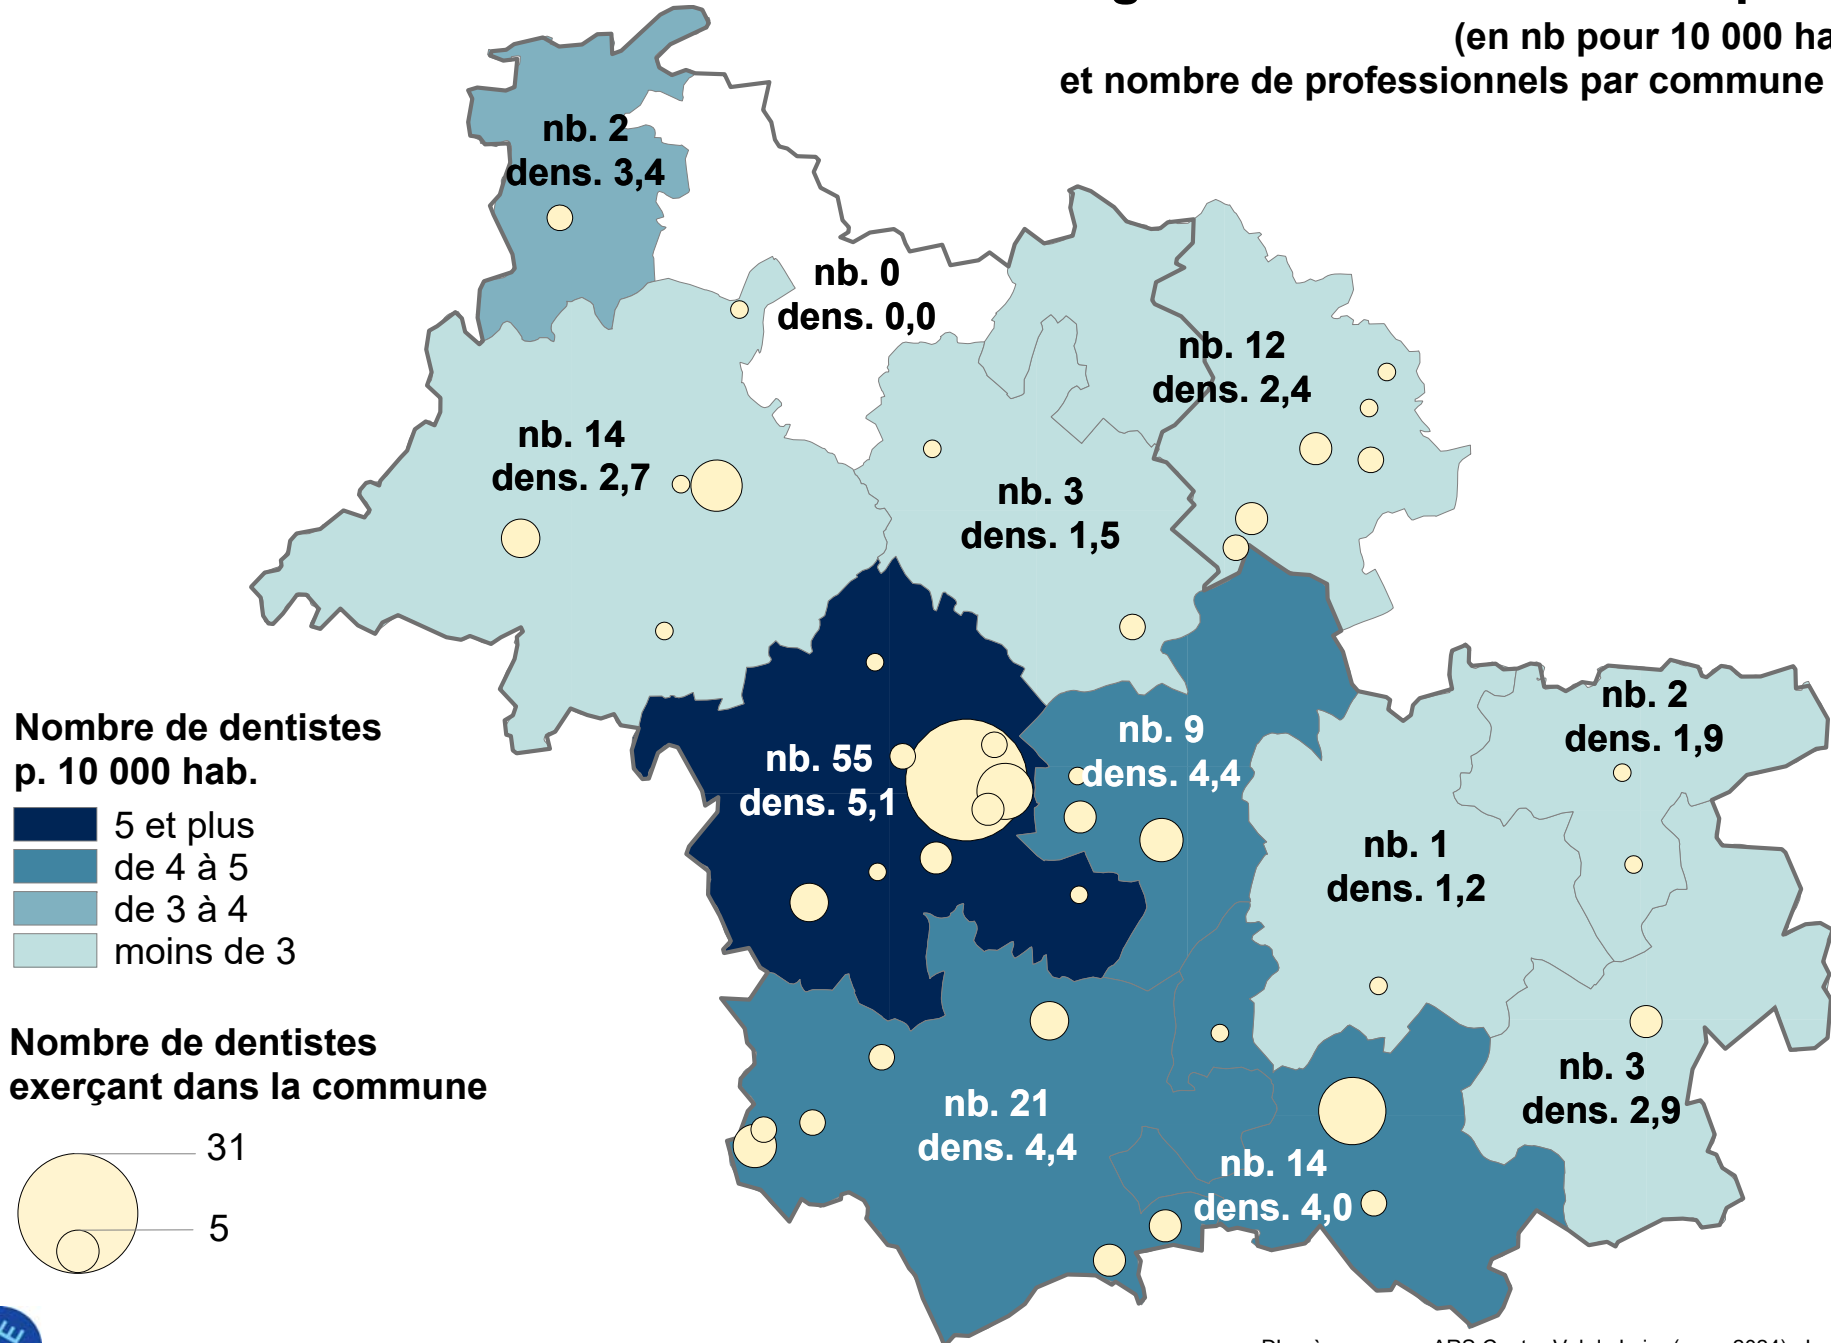 (en nb pour 10 000
et nombre de professionnels par commune
nb. 2
dens. 3,4
nb. 0
dens. 0,0
nb. 12
dens. 2,4
nb. 14
dens. 2,7
nb. 3
dens. 1,5
nb. 2
dens. 1,9
nb. 9
dens. 4,4
nb. 55
dens. 5,1
nb. 1
dens. 1,2
nb. 3
dens. 2,9
nb. 21
dens. 4,4
nb. 14
dens. 4,0
Nombre de dentistes
p. 10 000 hab.
5 et plus
de 4 à 5
de 3 à 4
moins de 3
Nombre de dentistes
exerçant dans la commune
31
5